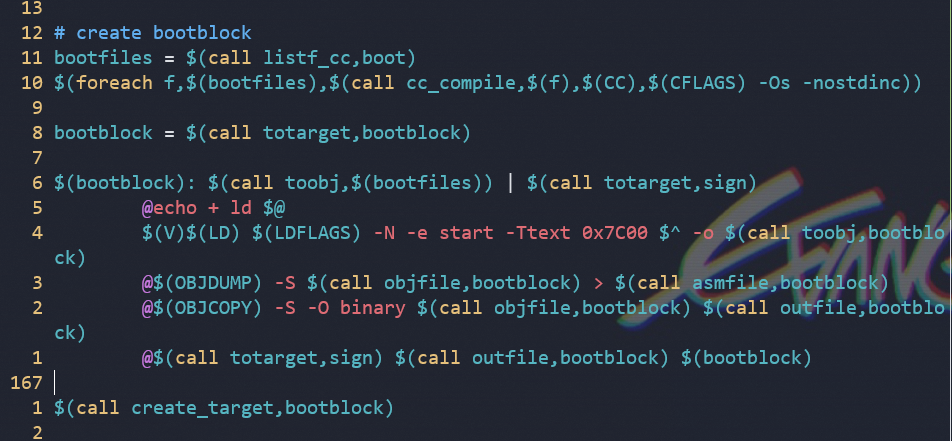 13
12 # create bootblock
11 bootfiles = $(call listf_cc,boot)
10 $(foreach f,$(bootfiles),$(call cc_compile,$(f),$(CC),$(CFLAGS) -Os -nostdinc))
9
8 bootblock = $(call totarget,bootblock)
7
6 $(bootblock): $(call toobj,$(bootfiles)) | $(call totarget,sign)
5 @echo + ld $@
4 $(V)$(LD) $(LDFLAGS) -N -e start -Ttext 0x7C00 $^ -o $(call toobj,bootblo
ck)
3 @$(OBJDUMP) -S $(call objfile,bootblock) > $(call asmfile,bootblock)
2 @$(OBJCOPY) -S -O binary $(call objfile,bootblock) $(call outfile,bootblo
ck)
1 @$(call totarget,sign) $(call outfile,bootblock) $(bootblock)
167
1 $(call create_target,bootblock)
2